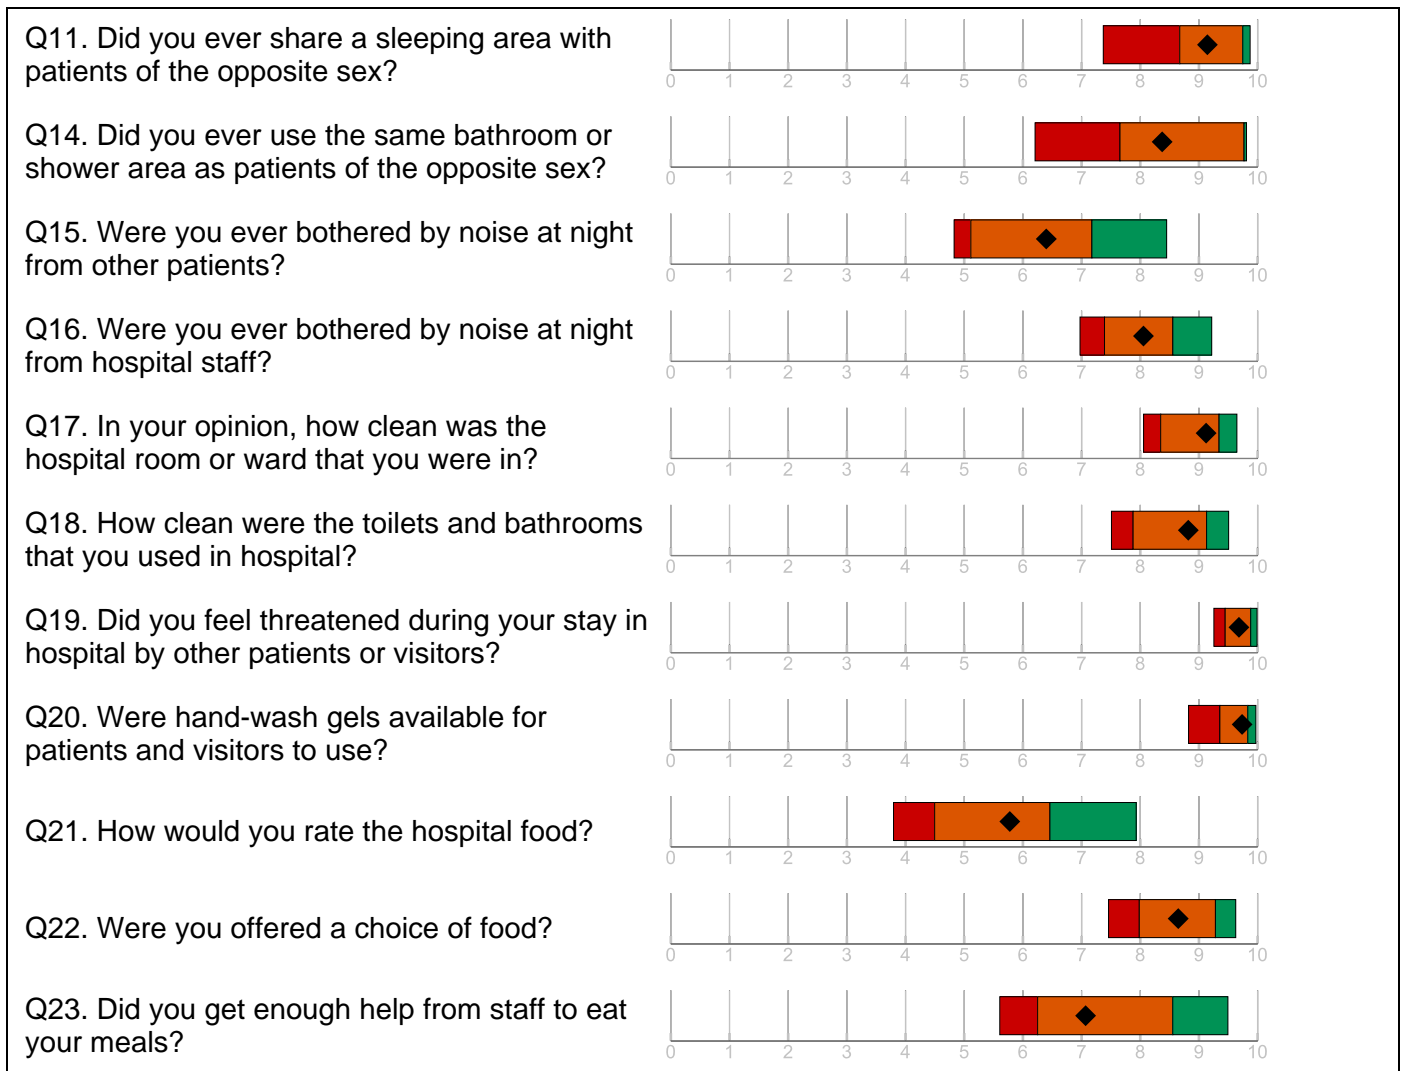 Q11. Did you ever share a sleeping area with
patients of the opposite sex?
0 1 2 3 4 5 6 7 8 9 10
Q14. Did you ever use the same bathroom or
shower area as patients of the opposite sex?
0 1 2 3 4 5 6 7 8 9 10
Q15. Were you ever bothered by noise at night
from other patients?
0 1 2 3 4 5 6 7 8 9 10
Q16. Were you ever bothered by noise at night
from hospital staff?
0 1 2 3 4 5 6 7 8 9 10
Q17. In your opinion, how clean was the
hospital room or ward that you were in?
0 1 2 3 4 5 6 7 8 9 10
Q18. How clean were the toilets and bathrooms
that you used in hospital?
0 1 2 3 4 5 6 7 8 9 10
Q19. Did you feel threatened during your stay in
hospital by other patients or visitors?
0 1 2 3 4 5 6 7 8 9 10
Q20. Were hand-wash gels available for
patients and visitors to use?
0 1 2 3 4 5 6 7 8 9 10
Q21. How would you rate the hospital food?
0 1 2 3 4 5 6 7 8 9 10
Q22. Were you offered a choice of food?
0 1 2 3 4 5 6 7 8 9 10
Q23. Did you get enough help from staff to eat
your meals?
0 1 2 3 4 5 6 7 8 9 10